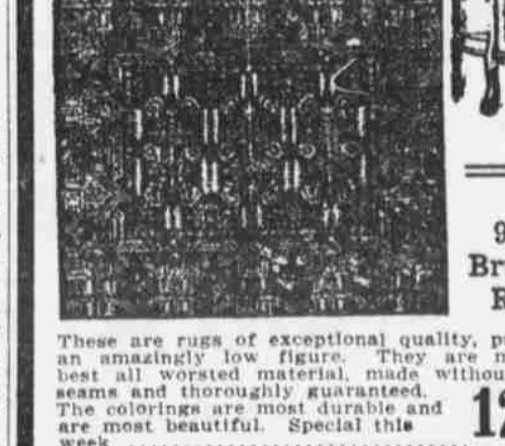 9
Br
R
These are rugs of exceptional quality, p
an amazingly low figure. They are m
best all worsted material, made withou
seams and thoroughly guaranteed.
The colorings are most durable and
are most beautiful. Special this
week
12